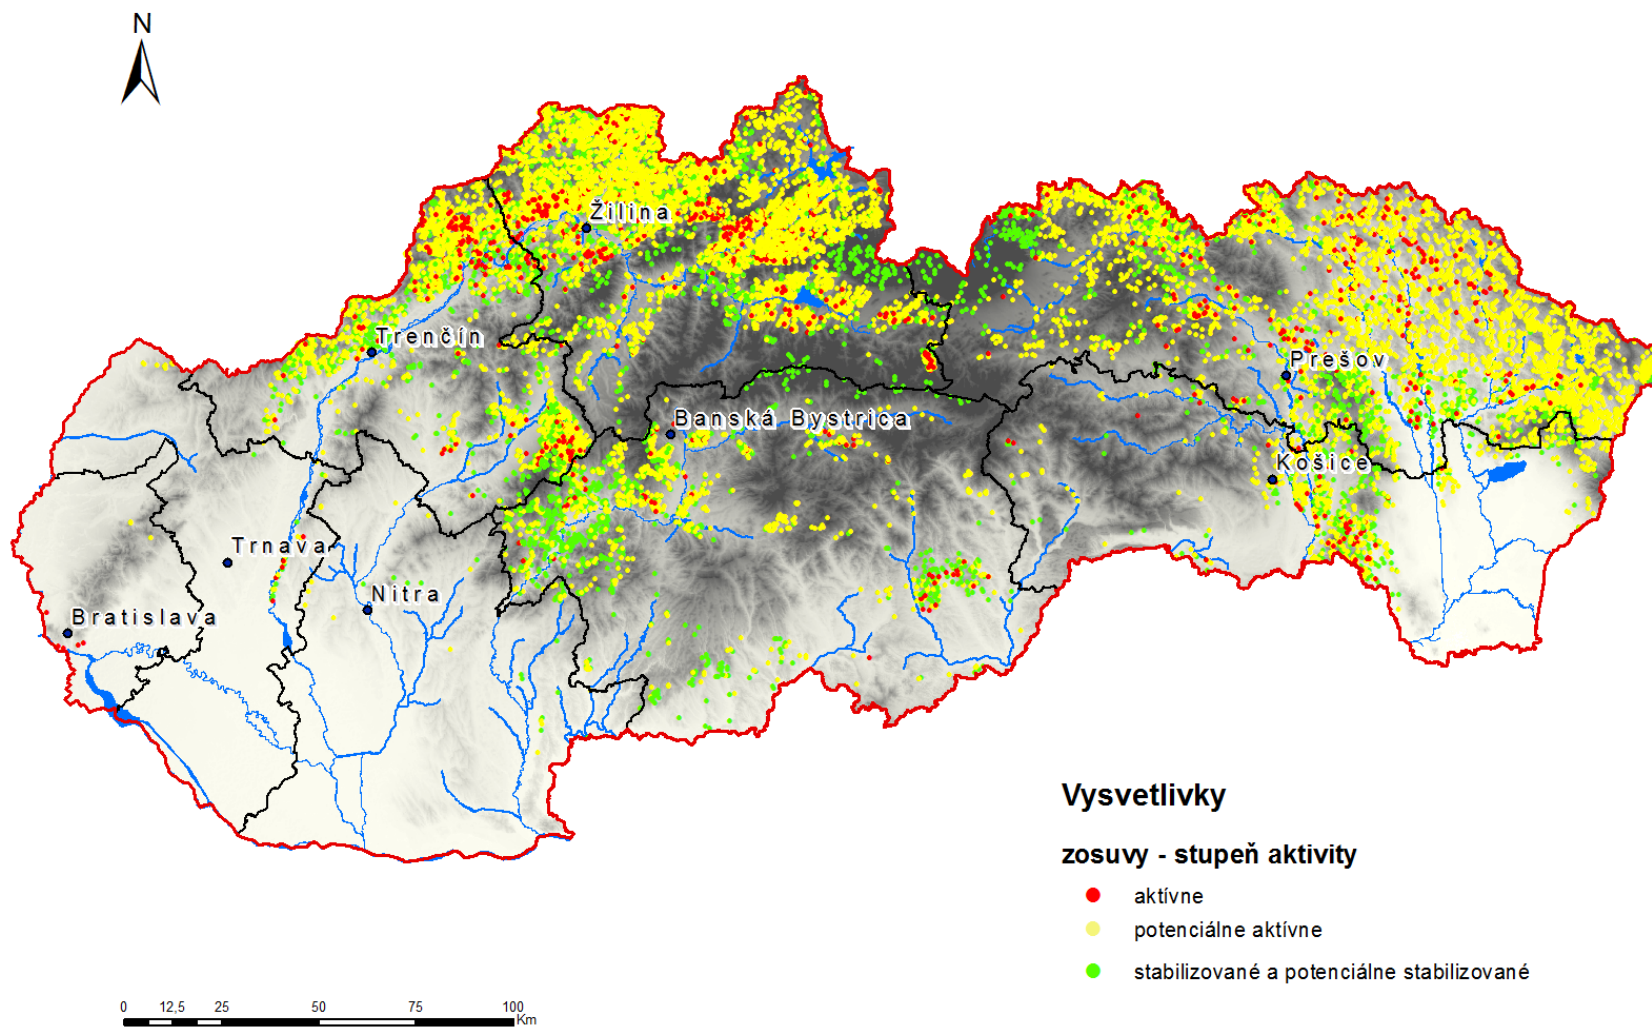 N
Žilina
Trenčín
Prešov
Banská Bystrica
Košice
Trnava
Nitra
Bratislava
Vysvetlivky
zosuvy - stupeň aktivity
aktívne
potenciálne aktívne
stabilizované a potenciálne stabilizované
0 12,5 25 50 75 100
Km